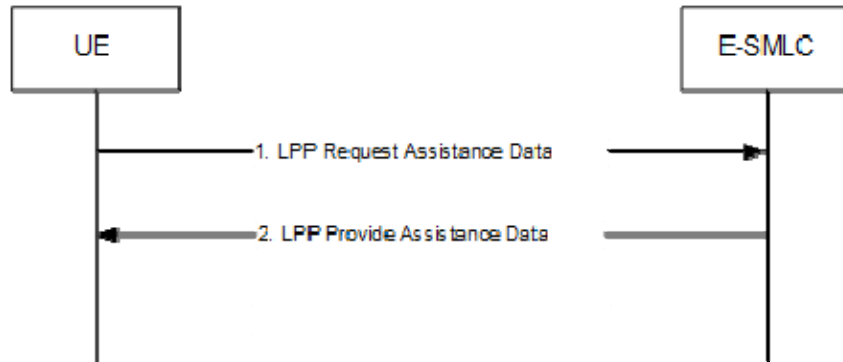 UE
E-SMLC
1. LPP Request Assistance Data
2. LPP Provide Assistance Data